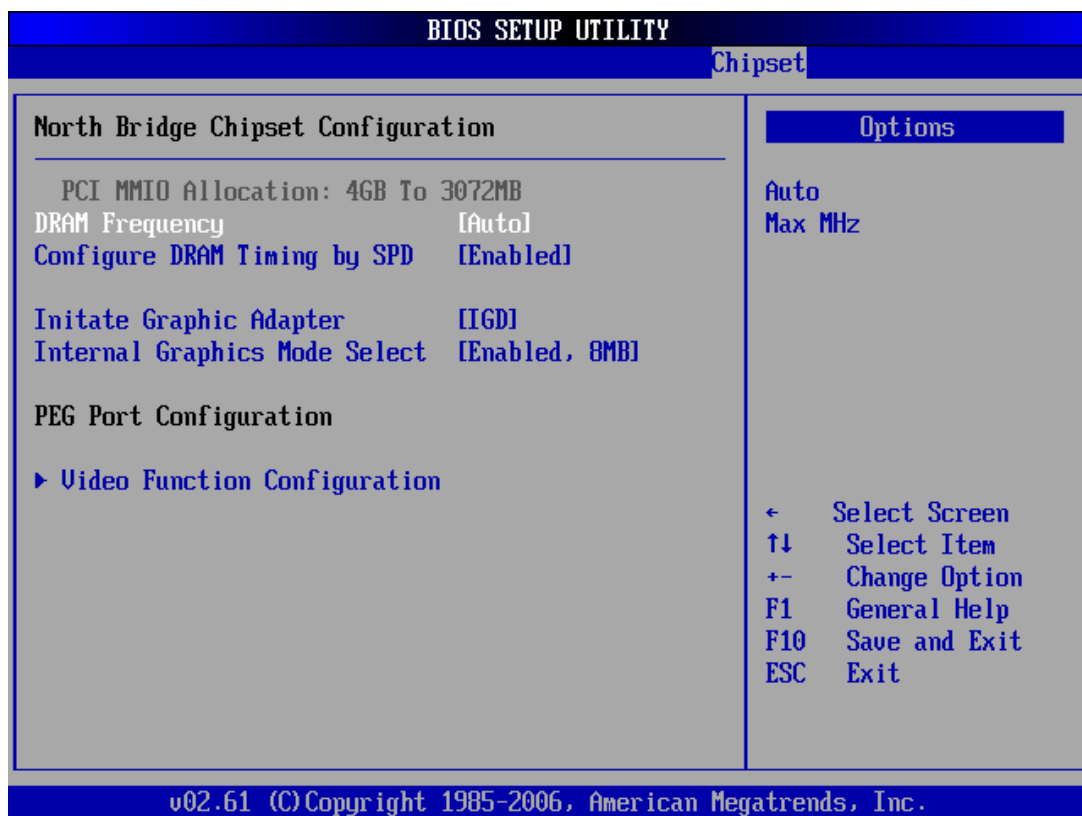 BIOS SETUP UTILITY
Chipset
North Bridge Chipset Configuration
PCI MMIO Allocation: 4GB To 3072MB
DRAM Frequency [Auto]
Configure DRAM Timing by SPD [Enabled]
Initate Graphic Adapter [IGD]
Internal Graphics Mode Select [Enabled, 8MB]
PEG Port Configuration
▶ Video Function Configuration
Options
Auto
Max MHz
← Select Screen
↑↓ Select Item
+- Change Option
F1 General Help
F10 Save and Exit
ESC Exit
v02.61 (C)Copyright 1985-2006, American Megatrends, Inc.